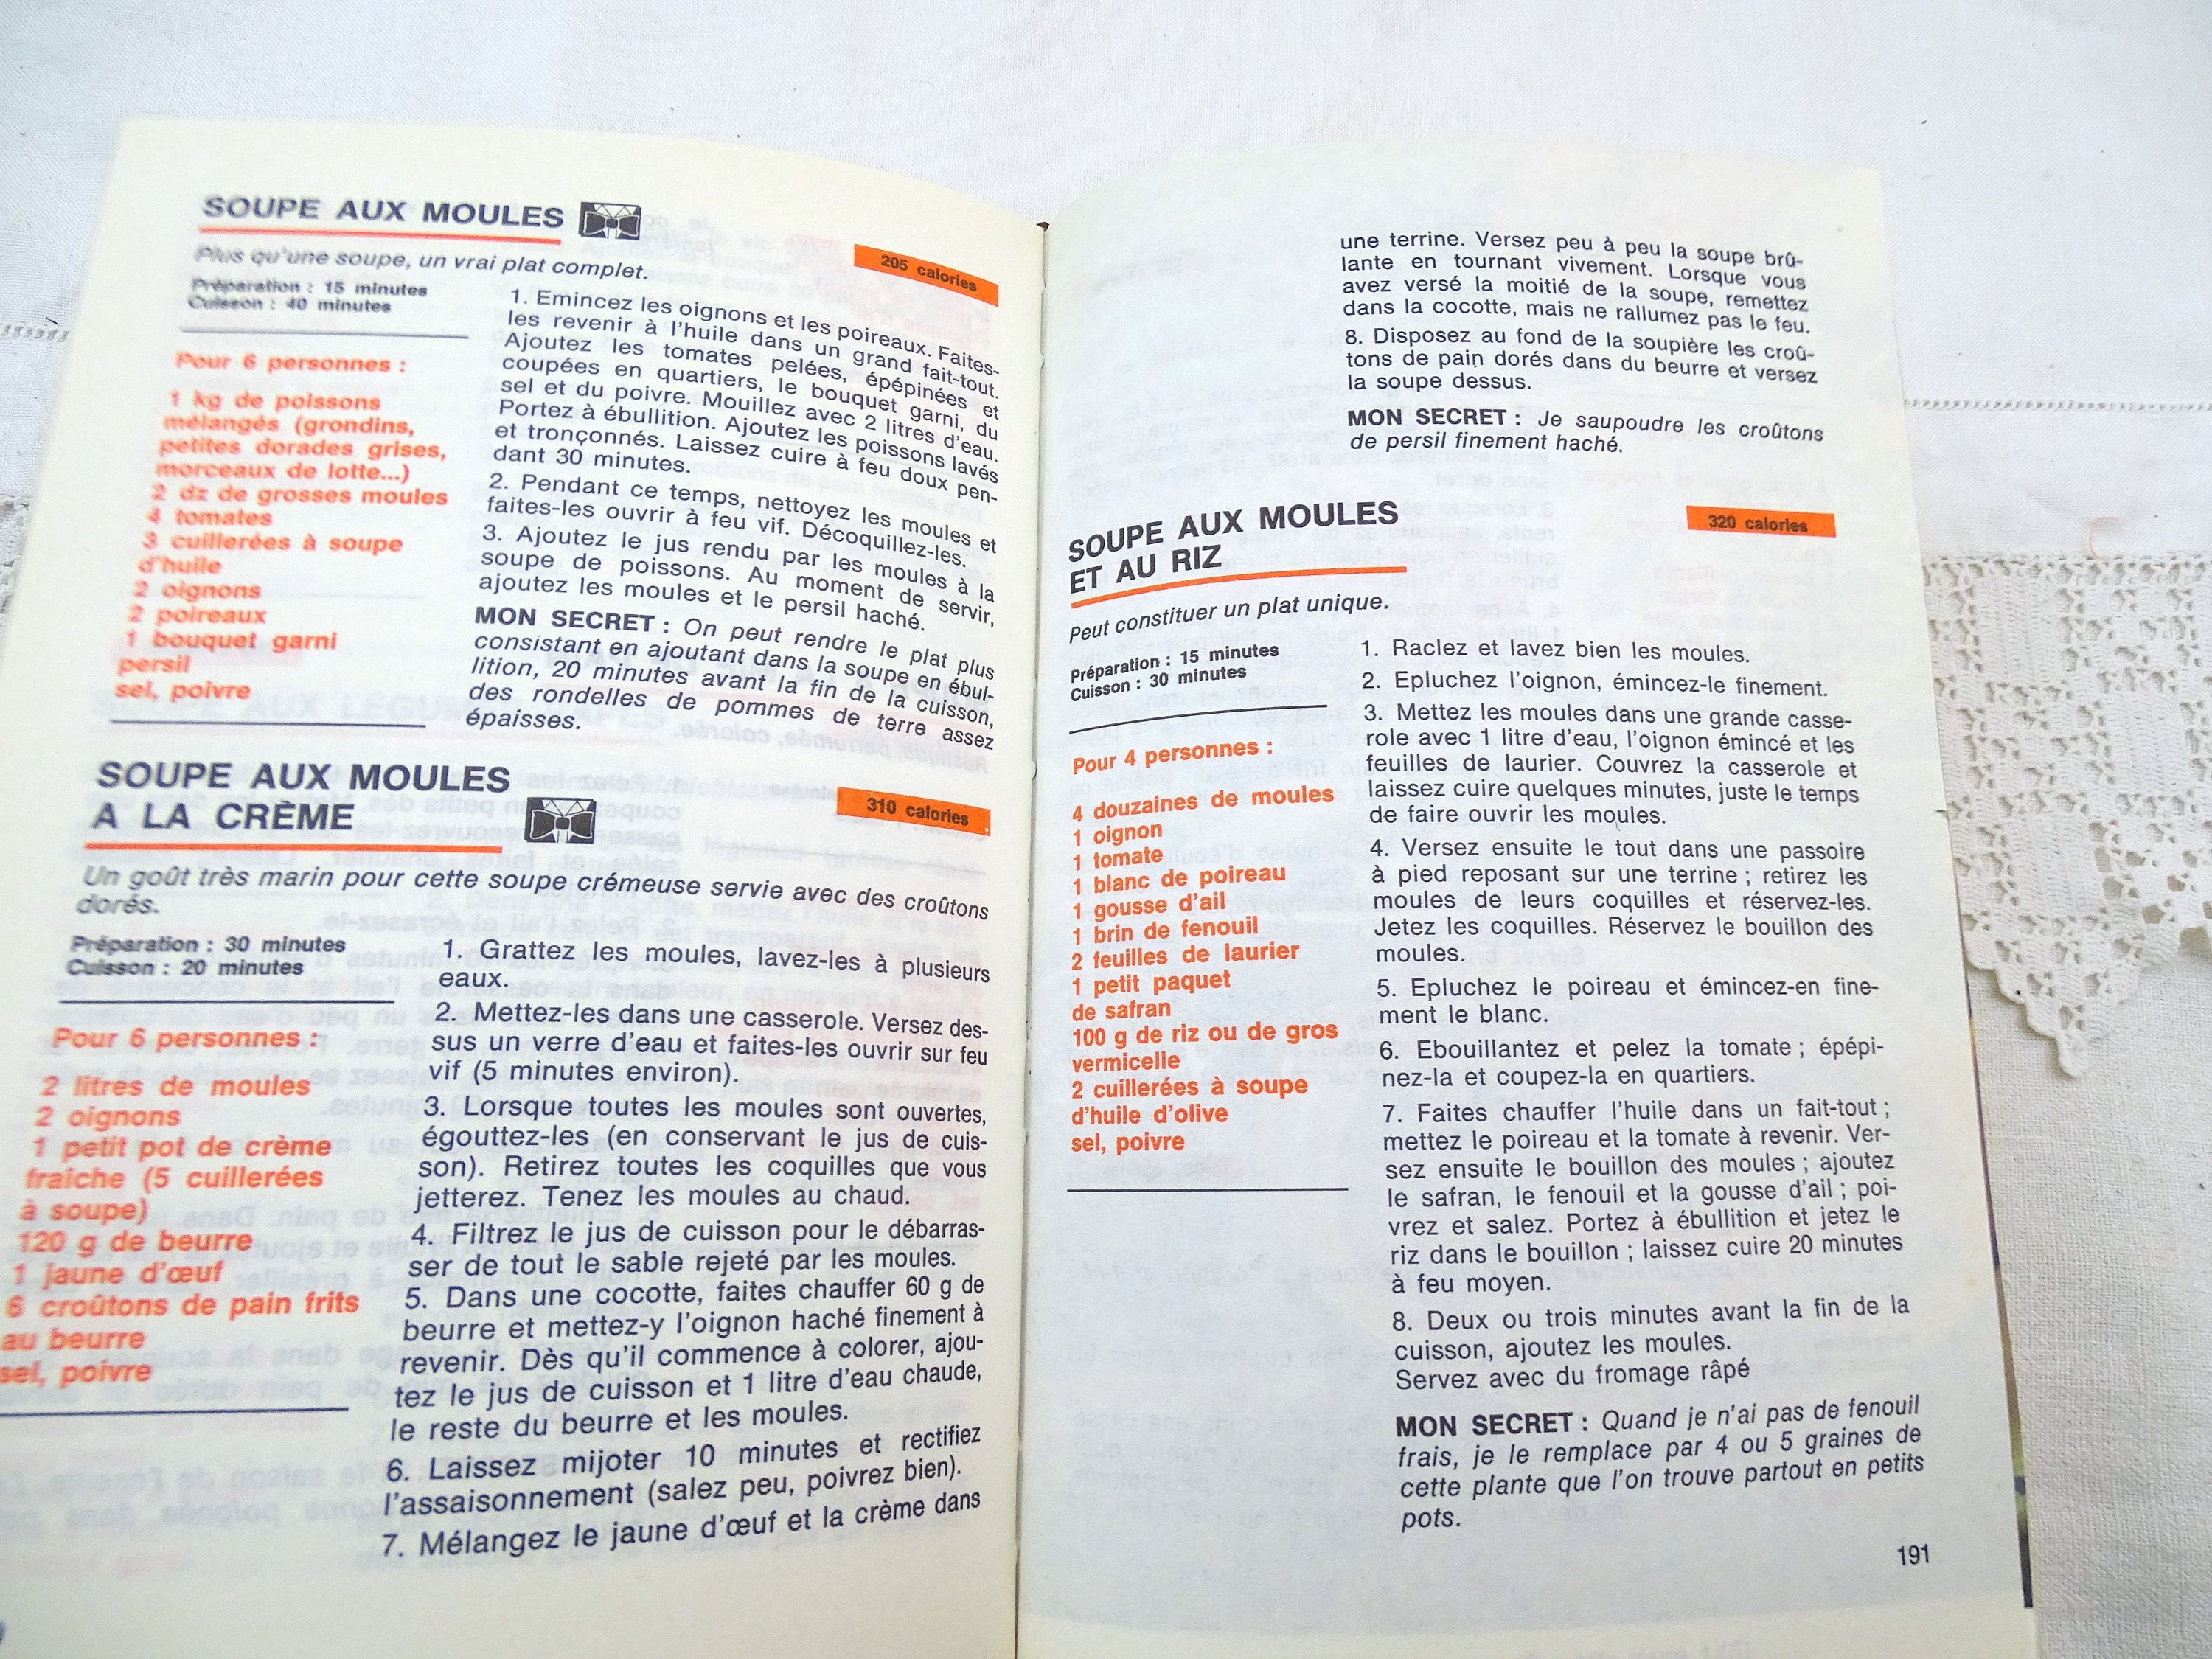 SOUPE AUX MOULES
Plus qu'une soupe, un vrai plat complet.
205 calories
Préparation : 15 minutes
Cuisson : 40 minutes
Pour 6 personnes :
1 kg de poissons
mélangés (grondins,
petites dorades grises,
morceaux de lotte...)
2 dz de grosses moules
4 tomates
3 cuillerées à soupe
d'huile
2 oignons
2 poireaux
1 bouquet garni
persil
sel, poivre
1. Emincez les oignons et les poireaux. Faites-
les revenir à l'huile dans un grand fait-tout.
Ajoutez les tomates pelées, épépinées et
coupées en quartiers, le bouquet garni, du
sel et du poivre. Mouillez avec 2 litres d'eau.
Portez à ébullition. Ajoutez les poissons lavés
et tronçonnés. Laissez cuire à feu doux pen-
dant 30 minutes.
2. Pendant ce temps, nettoyez les moules et
faites-les ouvrir à feu vif. Décoquillez-les.
3. Ajoutez le jus rendu par les moules à la
soupe de poissons. Au moment de servir,
ajoutez les moules et le persil haché.
MON SECRET : On peut rendre le plat plus
consistant en ajoutant dans la soupe en ébul-
lition, 20 minutes avant la fin de la cuisson,
des rondelles de pommes de terre assez
épaisses.
SOUPE AUX MOULES
A LA CRÈME
310 calories
Un goût très marin pour cette soupe crémeuse servie avec des croûtons
dorés.
Préparation : 30 minutes
Cuisson : 20 minutes
Pour 6 personnes :
2 litres de moules
2 oignons
1 petit pot de crème
fraîche (5 cuillerées
à soupe)
120 g de beurre
1 jaune d'œuf
6 croûtons de pain frits
au beurre
sel, poivre
1. Grattez les moules, lavez-les à plusieurs
eaux.
2. Mettez-les dans une casserole. Versez des-
sus un verre d'eau et faites-les ouvrir sur feu
vif (5 minutes environ).
3. Lorsque toutes les moules sont ouvertes,
égouttez-les (en conservant le jus de cuis-
son). Retirez toutes les coquilles que vous
jetterez. Tenez les moules au chaud.
4. Filtrez le jus de cuisson pour le débarras-
ser de tout le sable rejeté par les moules.
5. Dans une cocotte, faites chauffer 60 g de
beurre et mettez-y l'oignon haché finement à
revenir. Dès qu'il commence à colorer, ajou-
tez le jus de cuisson et 1 litre d'eau chaude,
le reste du beurre et les moules.
6. Laissez mijoter 10 minutes et rectifiez
l'assaisonnement (salez peu, poivrez bien).
7. Mélangez le jaune d'œuf et la crème dans
une terrine. Versez peu à peu la soupe brû-
lante en tournant vivement. Lorsque vous
avez versé la moitié de la soupe, remettez
dans la cocotte, mais ne rallumez pas le feu.
8. Disposez au fond de la soupière les croû-
tons de pain dorés dans du beurre et versez
la soupe dessus.
MON SECRET : Je saupoudre les croûtons
de persil finement haché.
SOUPE AUX MOULES
ET AU RIZ
320 calories
Peut constituer un plat unique.
Préparation : 15 minutes
Cuisson : 30 minutes
Pour 4 personnes :
4 douzaines de moules
1 oignon
1 tomate
1 blanc de poireau
1 gousse d'ail
1 brin de fenouil
2 feuilles de laurier
1 petit paquet
de safran
100 g de riz ou de gros
vermicelle
2 cuillerées à soupe
d'huile d'olive
sel, poivre
1. Raclez et lavez bien les moules.
2. Epluchez l'oignon, émincez-le finement.
3. Mettez les moules dans une grande casse-
role avec 1 litre d'eau, l'oignon émincé et les
feuilles de laurier. Couvrez la casserole et
laissez cuire quelques minutes, juste le temps
de faire ouvrir les moules.
4. Versez ensuite le tout dans une passoire
à pied reposant sur une terrine ; retirez les
moules de leurs coquilles et réservez-les.
Jetez les coquilles. Réservez le bouillon des
moules.
5. Epluchez le poireau et émincez-en fine-
ment le blanc.
6. Ebouillantez et pelez la tomate ; épépi-
nez-la et coupez-la en quartiers.
7. Faites chauffer l'huile dans un fait-tout ;
mettez le poireau et la tomate à revenir. Ver-
sez ensuite le bouillon des moules ; ajoutez
le safran, le fenouil et la gousse d'ail ; poi-
vrez et salez. Portez à ébullition et jetez le
riz dans le bouillon ; laissez cuire 20 minutes
à feu moyen.
8. Deux ou trois minutes avant la fin de la
cuisson, ajoutez les moules.
Servez avec du fromage râpé
MON SECRET : Quand je n'ai pas de fenouil
frais, je le remplace par 4 ou 5 graines de
cette plante que l'on trouve partout en petits
pots.
191